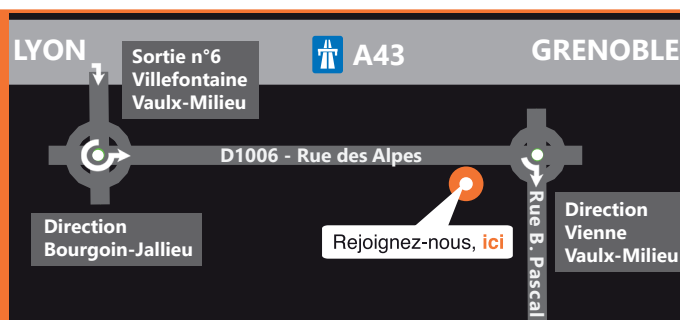 LYON
Sortie n°6
Villefontaine
Vaulx-Milieu
A43
GRENOBLE
D1006 - Rue des Alpes
Direction
Bourgoin-Jallieu
Rejoignez-nous, ici
Rue B. Pascal
Direction
Vienne
Vaulx-Milieu